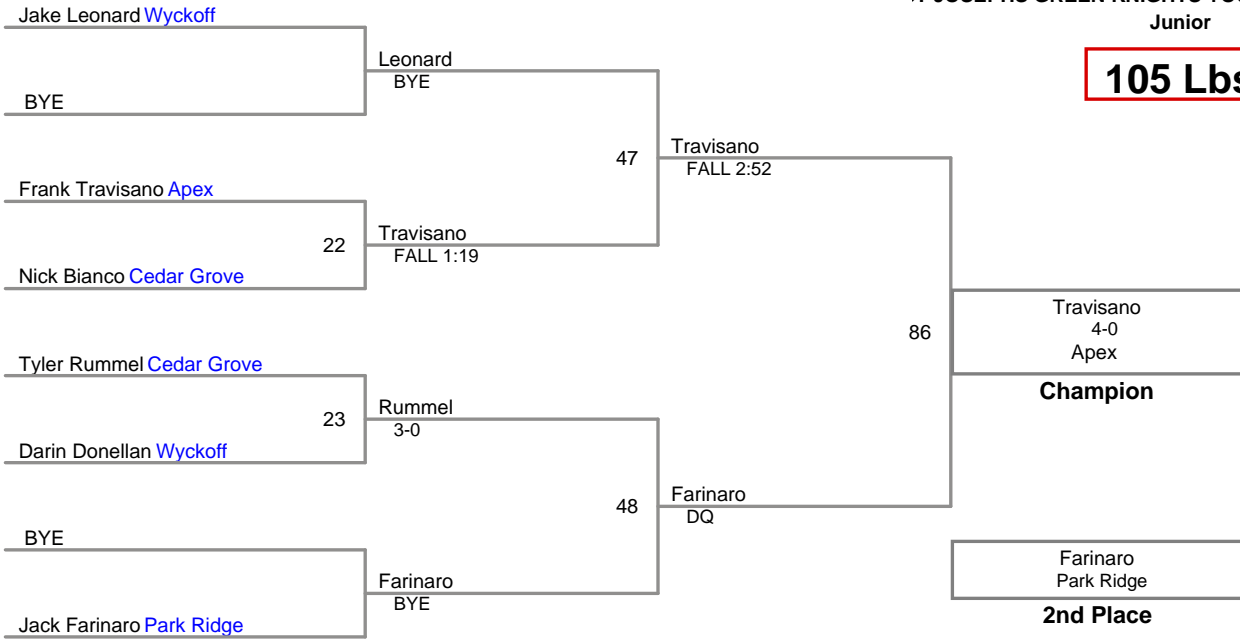 JOSEPHS GREEN KNIGHTS
Junior
105 Lbs
Jake Leonard Wyckoff
Leonard
BYE
BYE
47
Travisano
FALL 2:52
Frank Travisano Apex
22
Travisano
FALL 1:19
Nick Bianco Cedar Grove
86
Travisano
4-0
Apex
Champion
Tyler Rummel Cedar Grove
23
Rummel
3-0
Darin Donellan Wyckoff
48
Farinaro
DQ
BYE
Farinaro
BYE
Jack Farinaro Park Ridge
Farinaro
Park Ridge
2nd Place